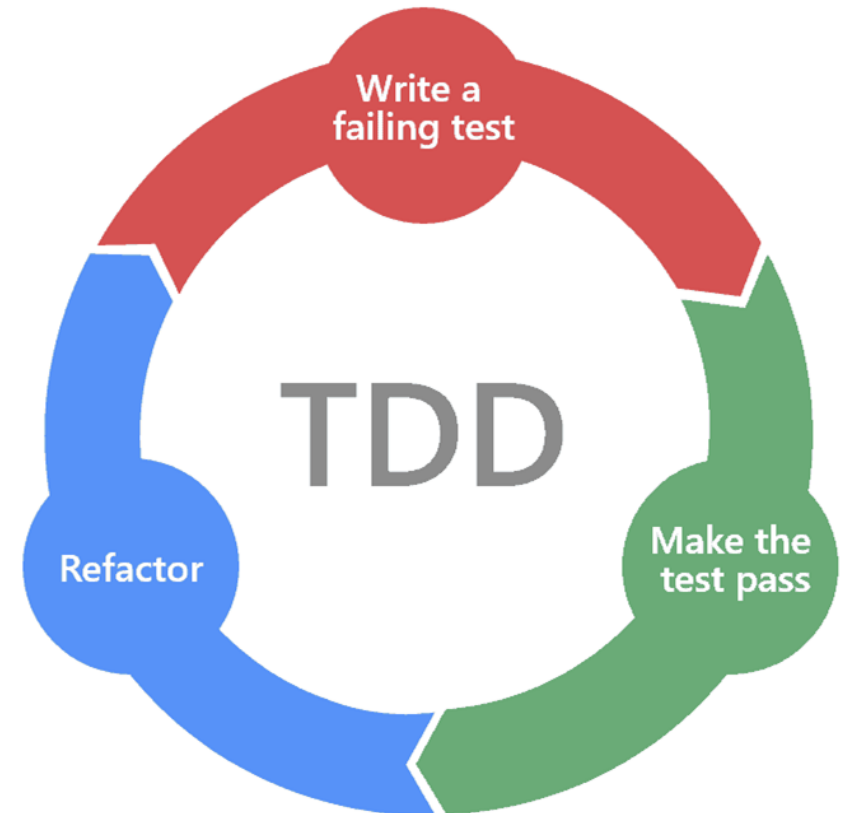 Write a
failing test
TDD
Refactor
Make the
test pass